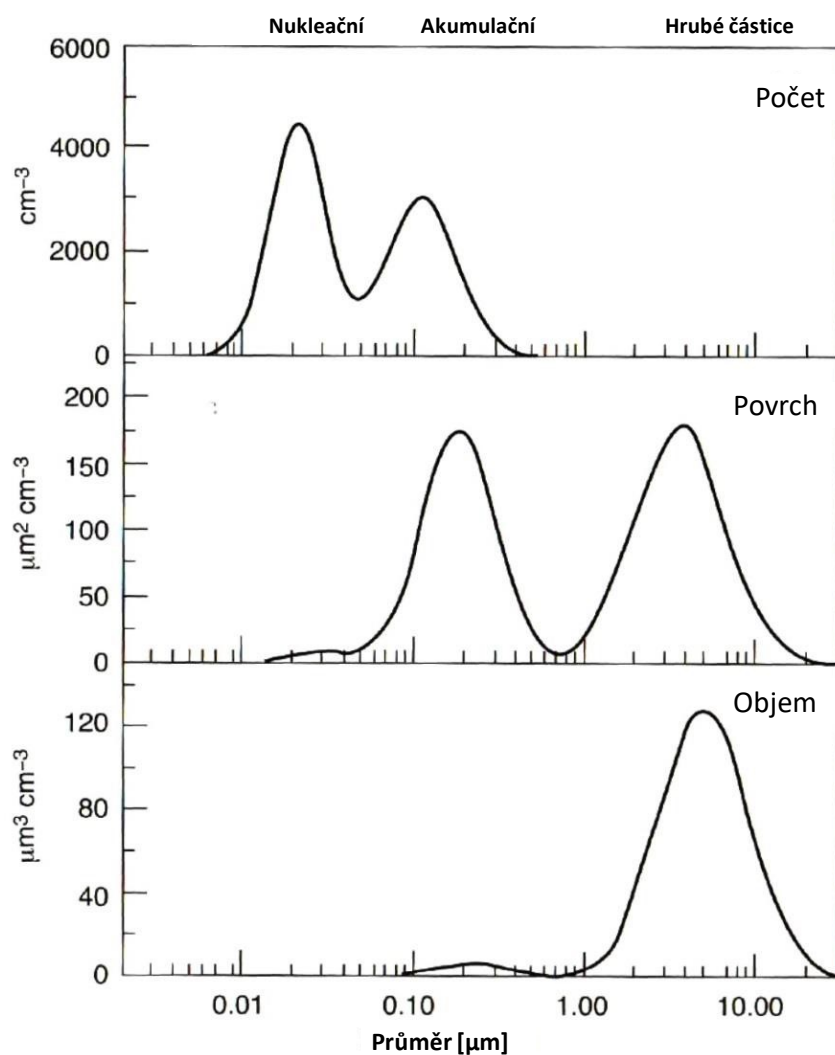 Nukleační Akumulační Hrubé částice
6000
Počet
4000
cm⁻³
2000
0
200
Povrch
150
µm² cm⁻³
100
50
0
Objem
120
µm³ cm⁻³
80
40
0
0.01 0.10 1.00 10.00
Průměr [µm]